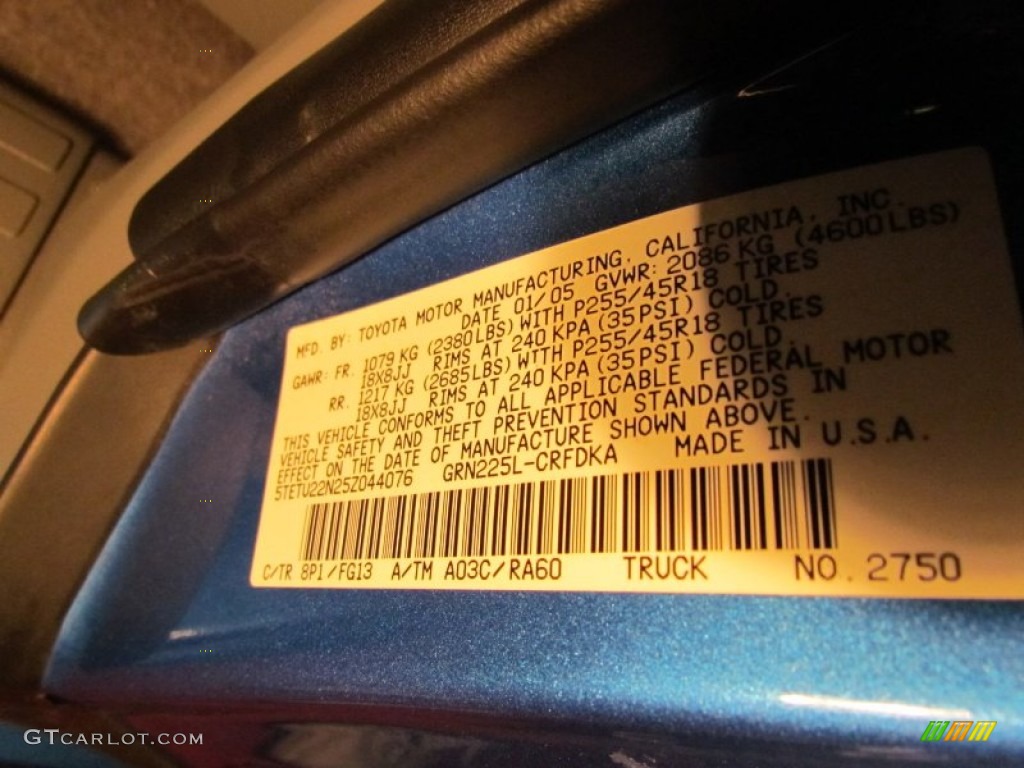 MFD. BY: TOYOTA MOTOR MANUFACTURING, CALIFORNIA, INC.
DATE 01/05 GVWR: 2086 KG (4600LBS)
GAWR: FR. 1079 KG (2380LBS) WITH P255/45R18 TIRES
18X8JJ RIMS AT 240 KPA (35PSI) COLD.
RR. 1217 KG (2685LBS) WITH P255/45R18 TIRES
18X8JJ RIMS AT 240 KPA (35PSI) COLD.
THIS VEHICLE CONFORMS TO ALL APPLICABLE FEDERAL MOTOR
VEHICLE SAFETY AND THEFT PREVENTION STANDARDS IN
EFFECT ON THE DATE OF MANUFACTURE SHOWN ABOVE.
5TETU22N25Z044076 GRN225L-CRFDKA MADE IN U.S.A.
C/TR 8P1/FG13 A/TM A03C/RA60 TRUCK NO. 2750
GTCARLOT.COM